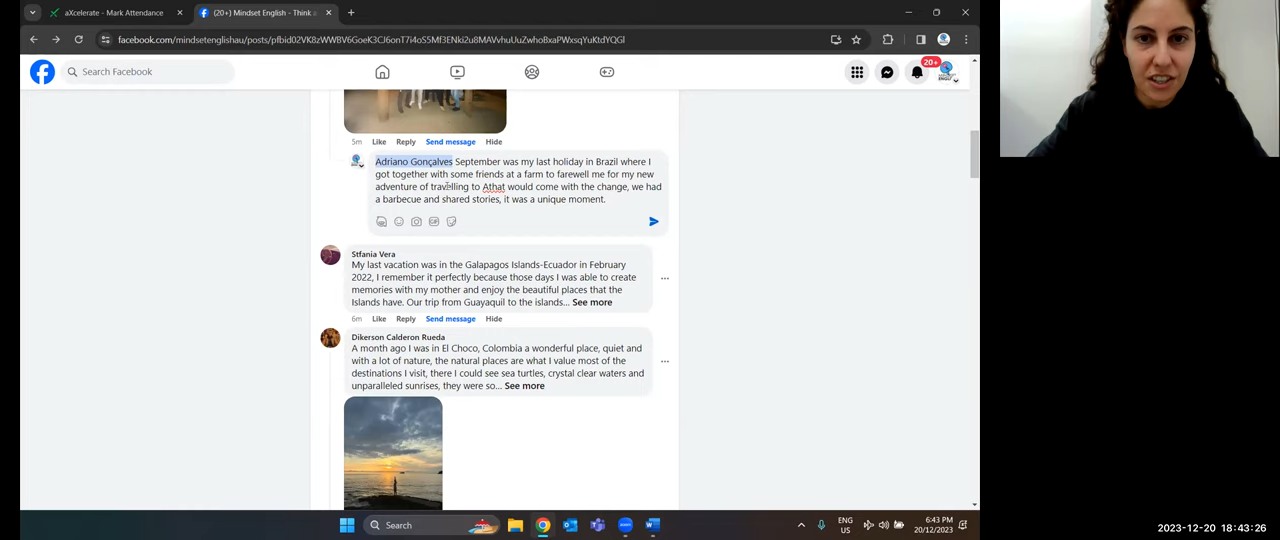 aXcelerate - Mark Attendance
(20+) Mindset English - Think a
facebook.com/mindsetenglishau/posts/
Search Facebook
20+
5m Like Reply Send message Hide
Adriano Gonçalves September was my last holiday in Brazil where I
got together with some friends at a farm to farewell me for my new
adventure of travelling to Athat would come with the change, we had
a barbecue and shared stories, it was a unique moment.
Stfania Vera
My last vacation was in the Galapagos Islands-Ecuador in February
2022, I remember it perfectly because those days I was able to create
memories with my mother and enjoy the beautiful places that the
Islands have. Our trip from Guayaquil to the islands... See more
6m Like Reply Send message Hide
Dikerson Calderon Rueda
A month ago I was in El Choco, Colombia a wonderful place, quiet and
with a lot of nature, the natural places are what I value most of the
destinations I visit, there I could see sea turtles, crystal clear waters and
unparalleled sunrises, they were so... See more
Search
ENG
US
6:43 PM
20/12/2023
2023-12-20 18:43:26